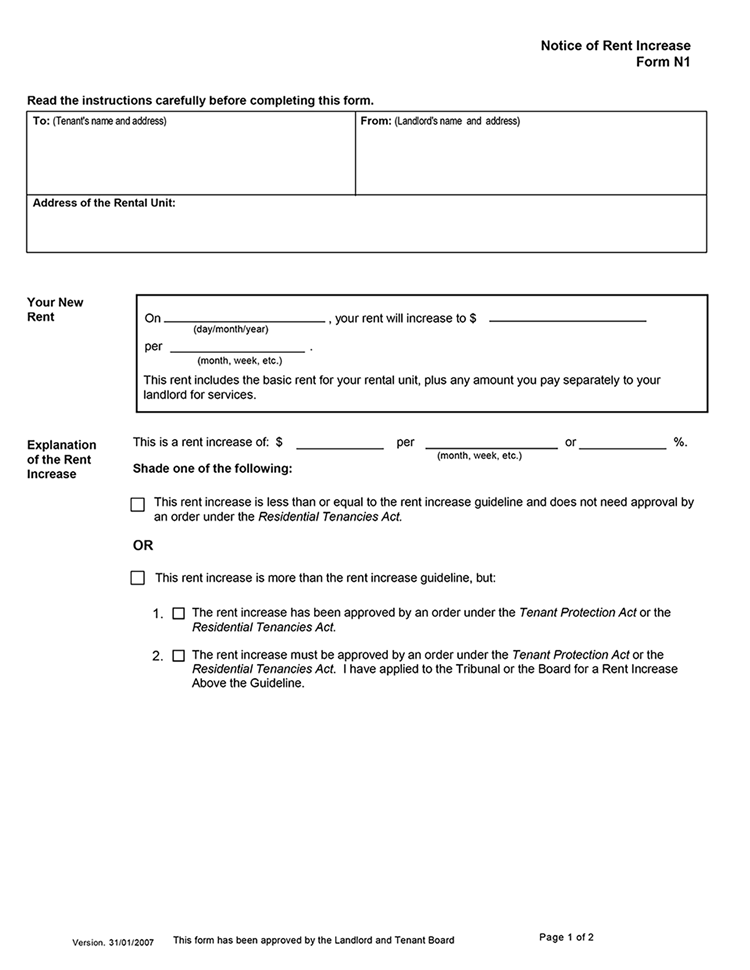 Notice of Rent Increase
Form N1
Read the instructions carefully before completing this form.
To: (Tenant's name and address)
From: (Landlord's name and address)
Address of the Rental Unit:
Your New
Rent
On ____________________ , your rent will increase to $ ____________________
(day/month/year)
per ____________________ .
(month, week, etc.)
This rent includes the basic rent for your rental unit, plus any amount you pay separately to your
landlord for services.
Explanation
of the Rent
Increase
This is a rent increase of: $ ____________ per ____________________ or ____________ %.
(month, week, etc.)
Shade one of the following:
This rent increase is less than or equal to the rent increase guideline and does not need approval by
an order under the Residential Tenancies Act.
OR
This rent increase is more than the rent increase guideline, but:
1. The rent increase has been approved by an order under the Tenant Protection Act or the
Residential Tenancies Act.
2. The rent increase must be approved by an order under the Tenant Protection Act or the
Residential Tenancies Act. I have applied to the Tribunal or the Board for a Rent Increase
Above the Guideline.
Version. 31/01/2007 This form has been approved by the Landlord and Tenant Board Page 1 of 2